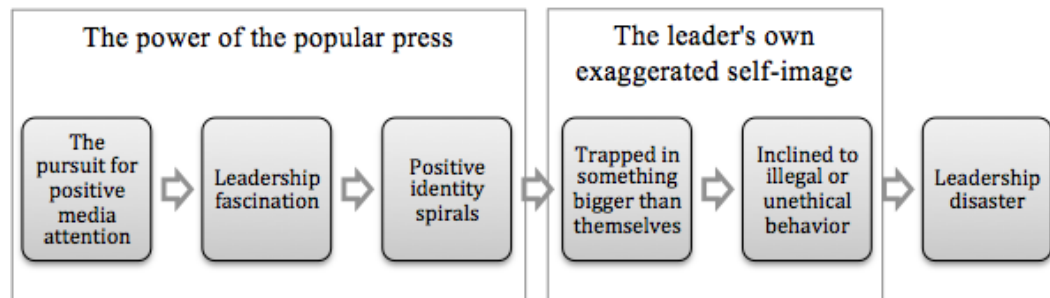 The power of the popular press
The leader's own
exaggerated self-image
The
pursuit for
positive
media
attention
Leadership
fascination
Positive
identity
spirals
Trapped in
something
bigger than
themselves
Inclined to
illegal or
unethical
behavior
Leadership
disaster